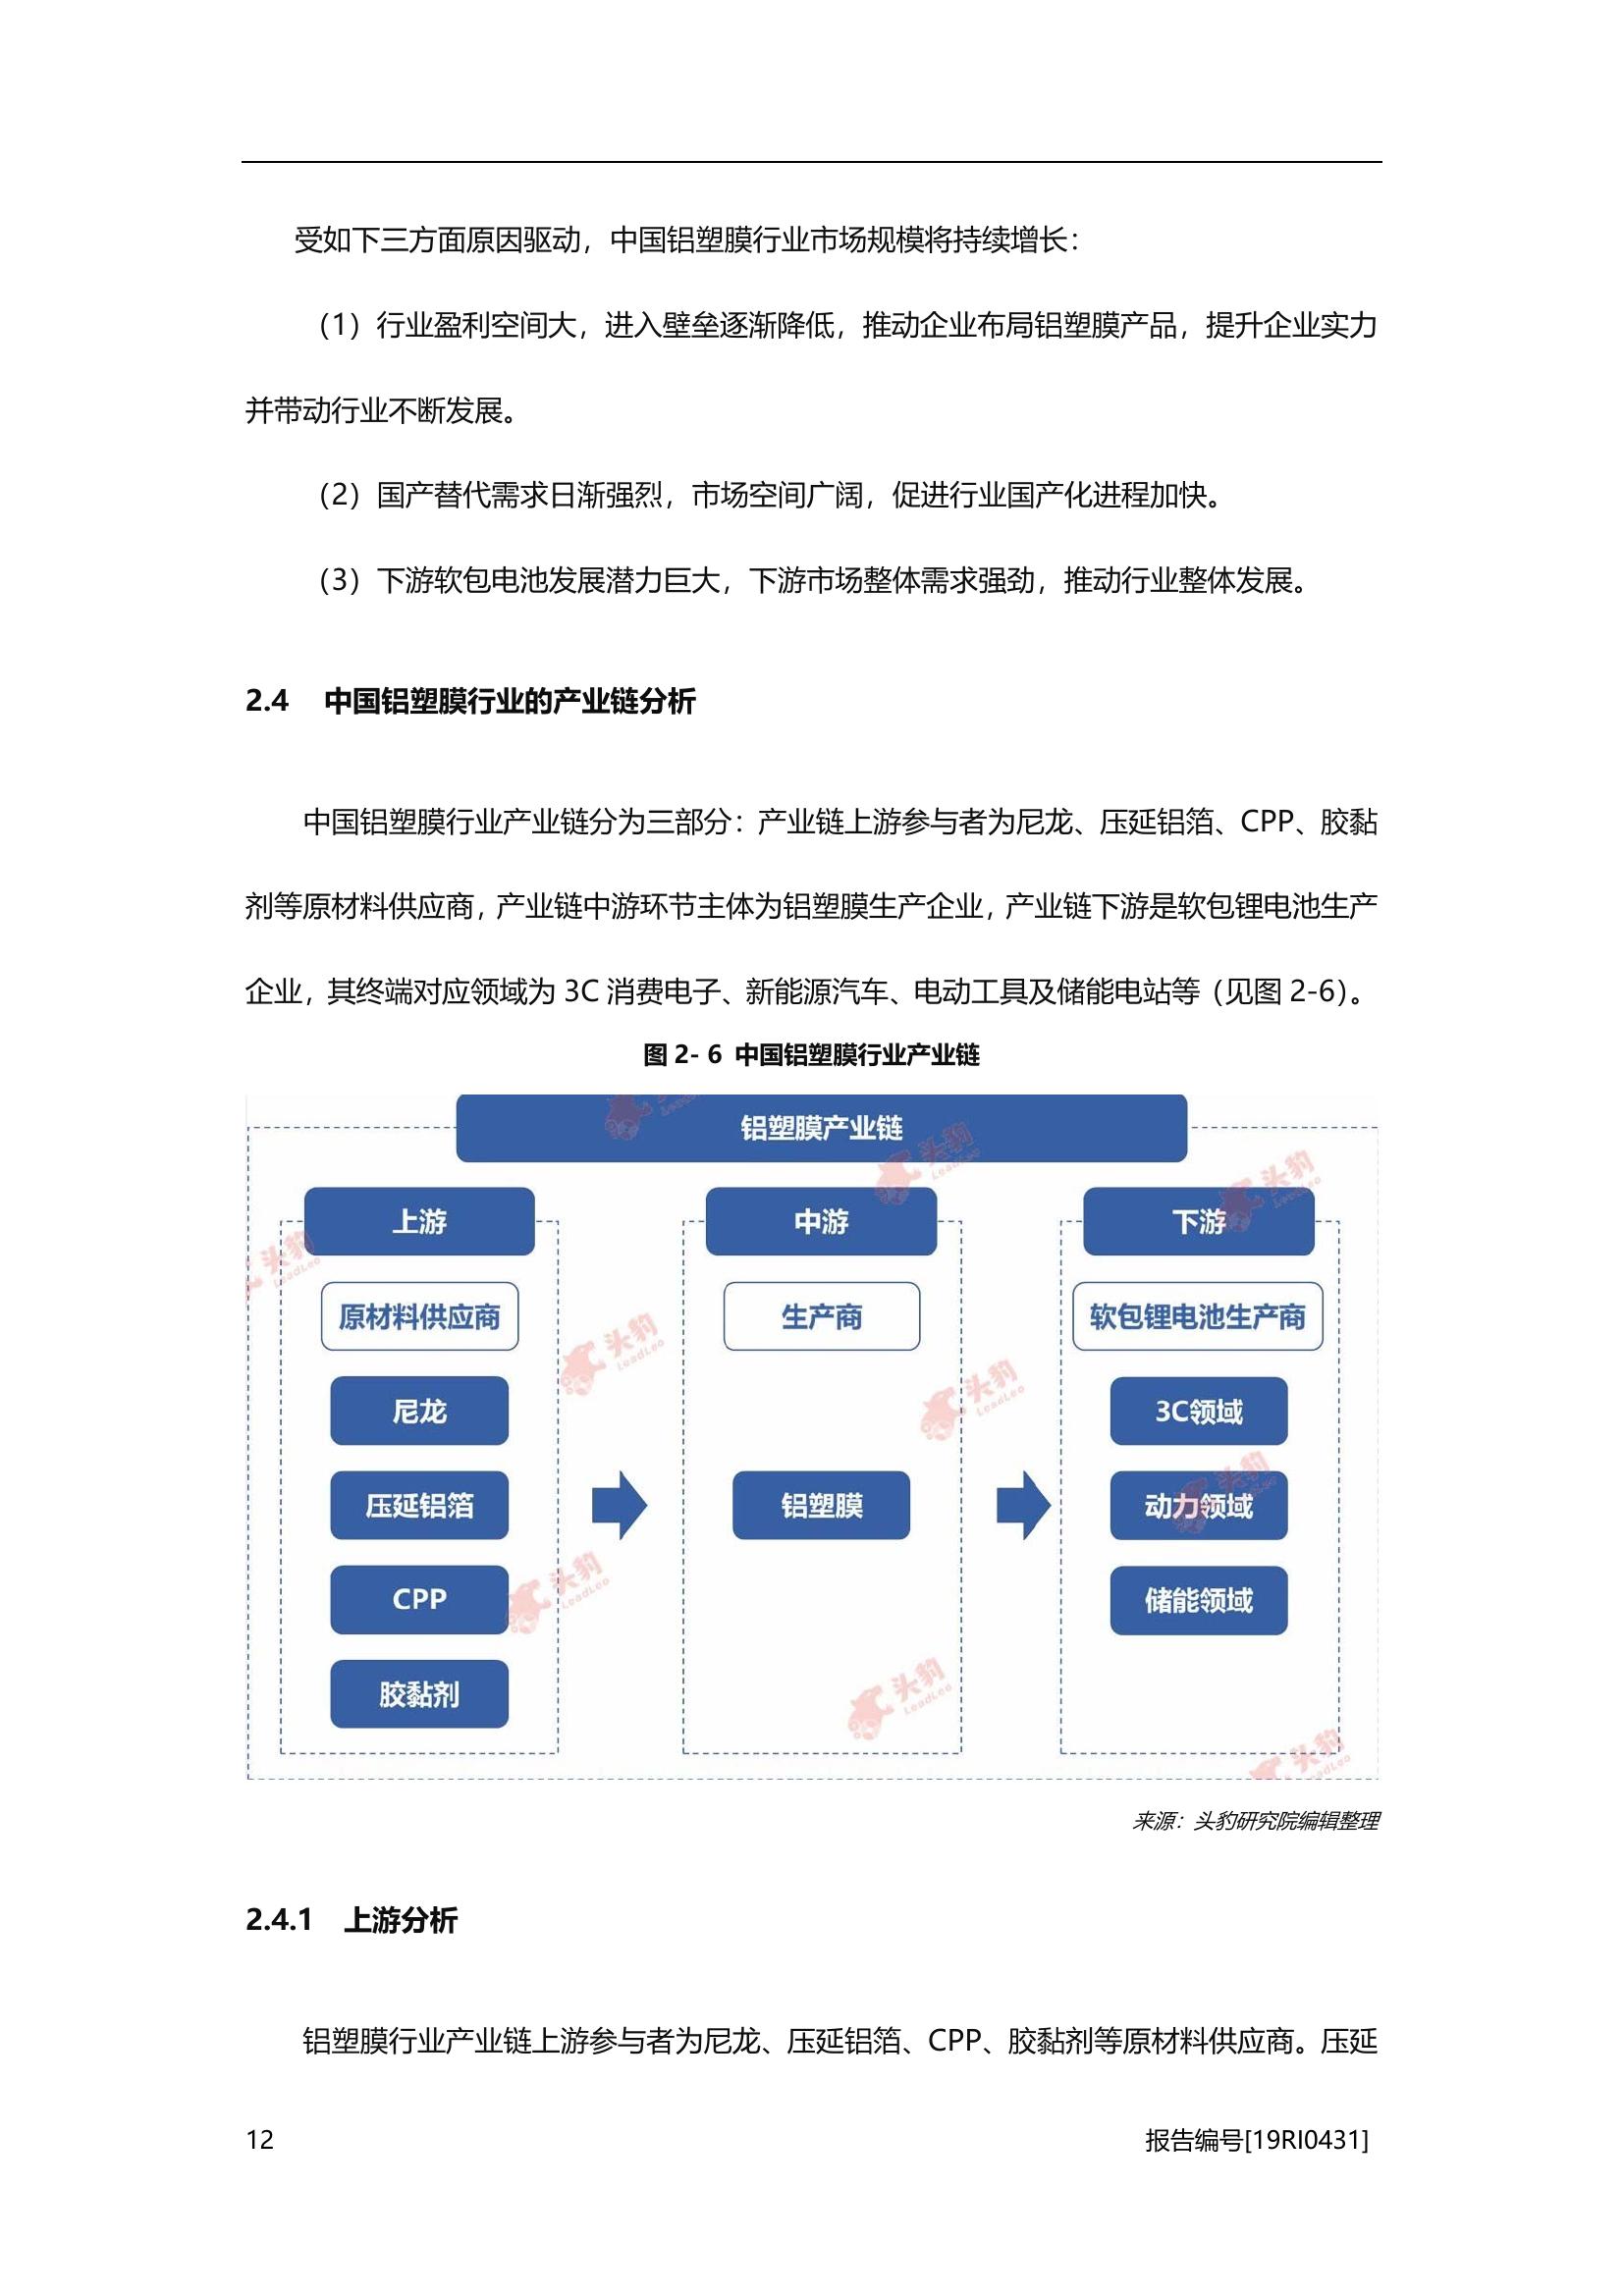 受如下三方面原因驱动，中国铝塑膜行业市场规模将持续增长：
（1）行业盈利空间大，进入壁垒逐渐降低，推动企业布局铝塑膜产品，提升企业实力
并带动行业不断发展。
（2）国产替代需求日渐强烈，市场空间广阔，促进行业国产化进程加快。
（3）下游软包电池发展潜力巨大，下游市场整体需求强劲，推动行业整体发展。
2.4 中国铝塑膜行业的产业链分析
中国铝塑膜行业产业链分为三部分：产业链上游参与者为尼龙、压延铝箔、CPP、胶黏
剂等原材料供应商，产业链中游环节主体为铝塑膜生产企业，产业链下游是软包锂电池生产
企业，其终端对应领域为 3C 消费电子、新能源汽车、电动工具及储能电站等（见图 2-6）。
图 2- 6 中国铝塑膜行业产业链
铝塑膜产业链
上游
原材料供应商
尼龙
压延铝箔
CPP
胶黏剂
中游
生产商
铝塑膜
下游
软包锂电池生产商
3C领域
动力领域
储能领域
头豹
LeadLeo
来源：头豹研究院编辑整理
2.4.1 上游分析
铝塑膜行业产业链上游参与者为尼龙、压延铝箔、CPP、胶黏剂等原材料供应商。压延
12
报告编号[19RI0431]